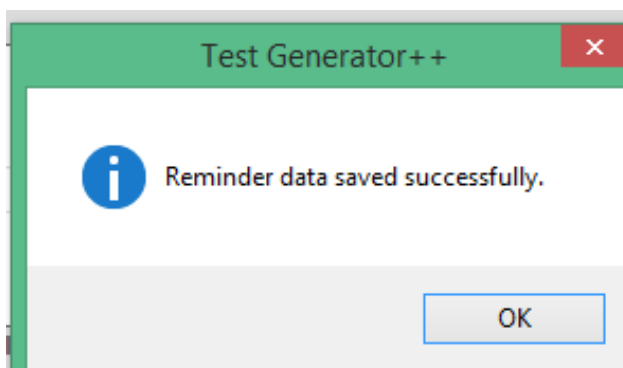 Test Generator++
Reminder data saved successfully.
OK